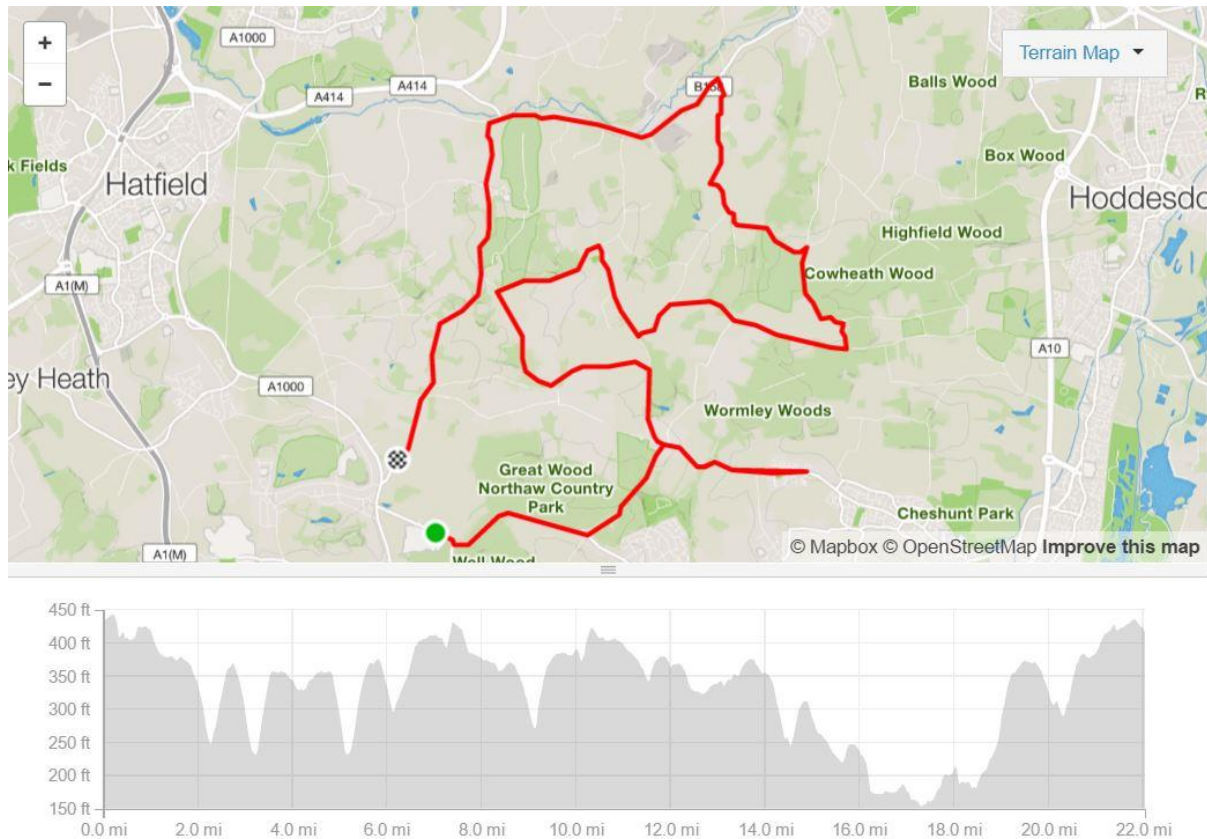 +
−
A1000
Terrain Map
A414
A414
Balls Wood
k Fields
Box Wood
Hatfield
Hoddesdo
Highfield Wood
Cowheath Wood
A1(M)
A10
ey Heath
A1000
Wormley Woods
Great Wood
Northaw Country
Park
Cheshunt Park
A1(M)
Well Wood
© Mapbox © OpenStreetMap Improve this map
450 ft
400 ft
350 ft
300 ft
250 ft
200 ft
150 ft
0.0 mi 2.0 mi 4.0 mi 6.0 mi 8.0 mi 10.0 mi 12.0 mi 14.0 mi 16.0 mi 18.0 mi 20.0 mi 22.0 mi